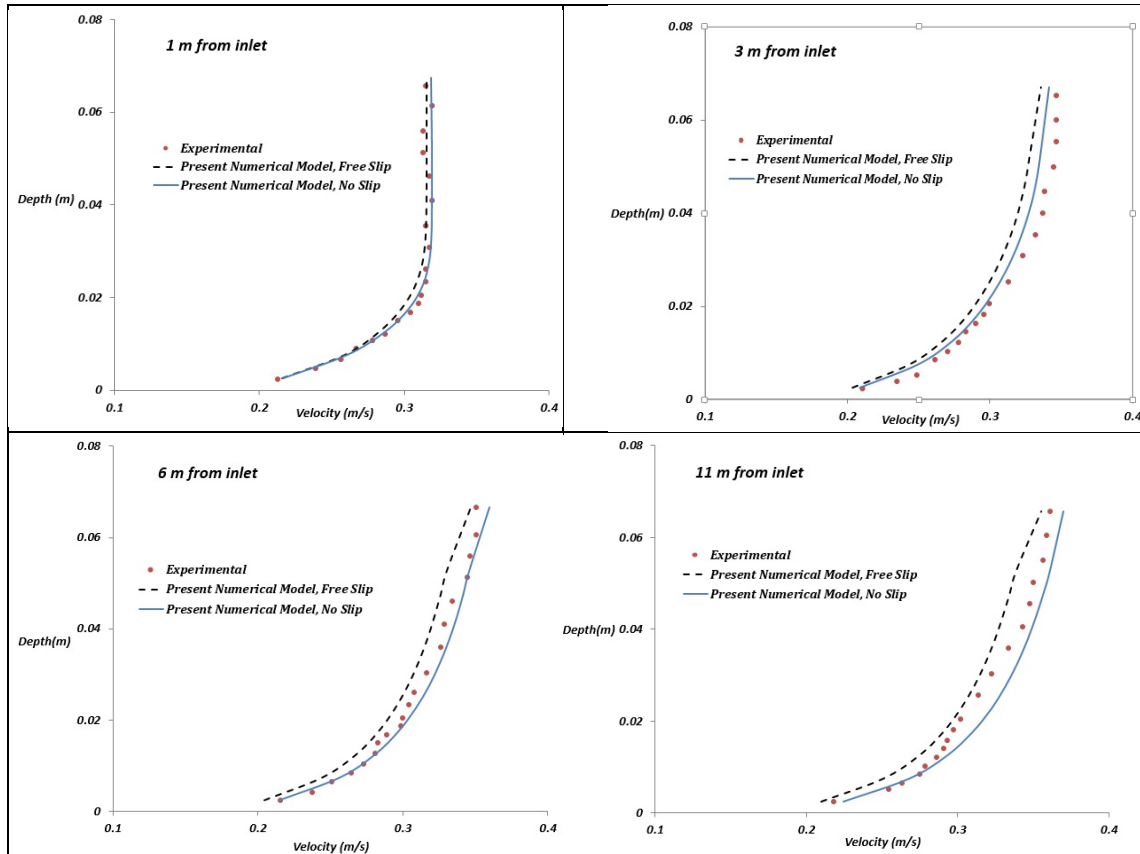 0.08
1 m from inlet
0.06
Experimental
Present Numerical Model, Free Slip
Present Numerical Model, No Slip
Depth (m)
0.04
0.02
0
0.1
0.2
0.3
0.4
Velocity (m/s)
0.08
3 m from inlet
0.06
Experimental
Present Numerical Model, Free Slip
Present Numerical Model, No Slip
Depth(m)
0.04
0.02
0
0.1
0.2
0.3
0.4
Velocity (m/s)
0.08
6 m from inlet
0.06
Experimental
Present Numerical Model, Free Slip
Present Numerical Model, No Slip
0.04
Depth(m)
0.02
0
0.1
0.2
0.3
0.4
Velocity (m/s)
0.08
11 m from inlet
0.06
Experimental
Present Numerical Model, Free Slip
Present Numerical Model, No Slip
Depth(m)
0.04
0.02
0
0.1
0.2
0.3
0.4
Velocity (m/s)